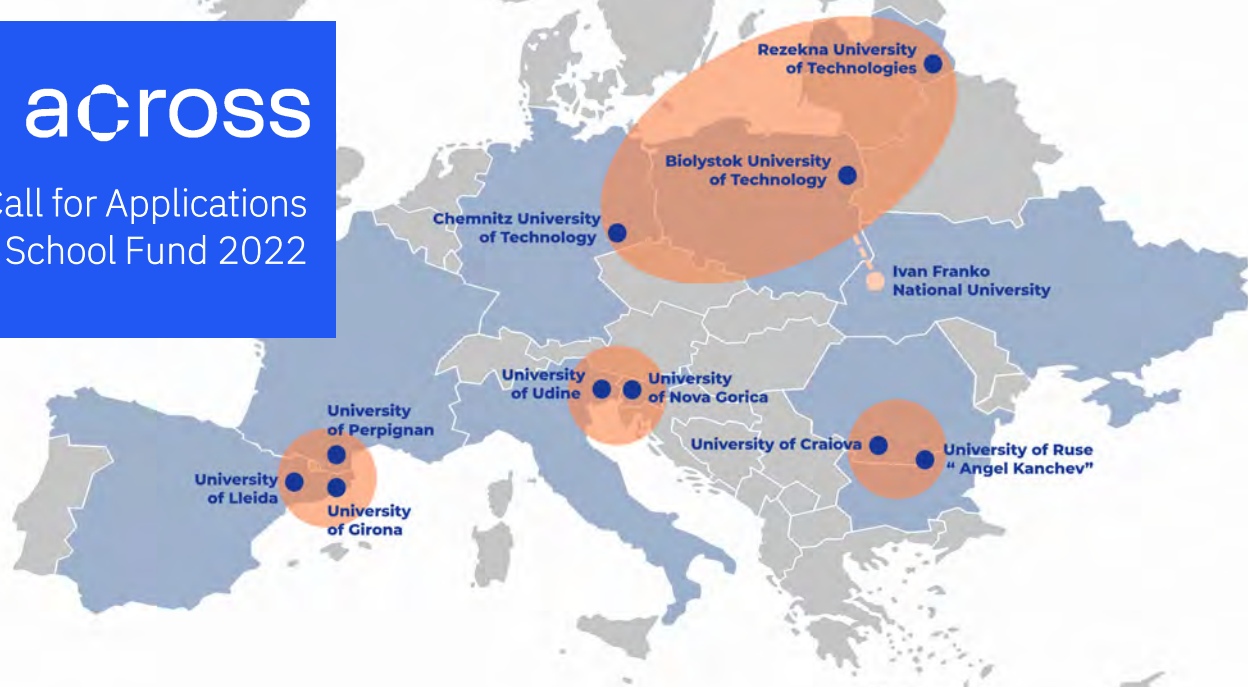 across
Call for Applications
School Fund 2022
Rezekna University
of Technologies
Biolystok University
of Technology
Chemnitz University
of Technology
Ivan Franko
National University
University
of Udine
University
of Nova Gorica
University
of Perpignan
University of Craiova
University of Ruse
“ Angel Kanchev”
University
of Lleida
University
of Girona